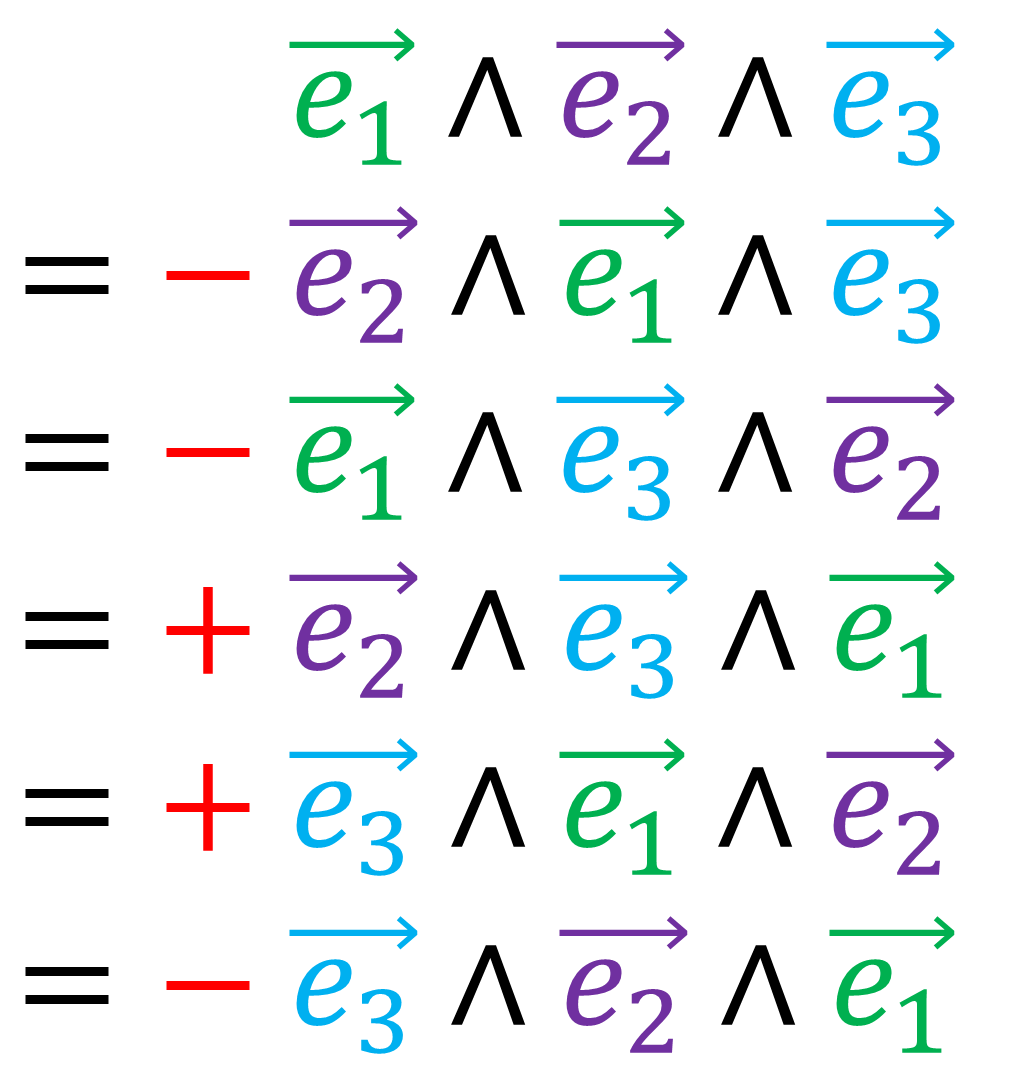 e₁⃗ ∧ e₂⃗ ∧ e₃⃗
= − e₂⃗ ∧ e₁⃗ ∧ e₃⃗
= − e₁⃗ ∧ e₃⃗ ∧ e₂⃗
= + e₂⃗ ∧ e₃⃗ ∧ e₁⃗
= + e₃⃗ ∧ e₁⃗ ∧ e₂⃗
= − e₃⃗ ∧ e₂⃗ ∧ e₁⃗